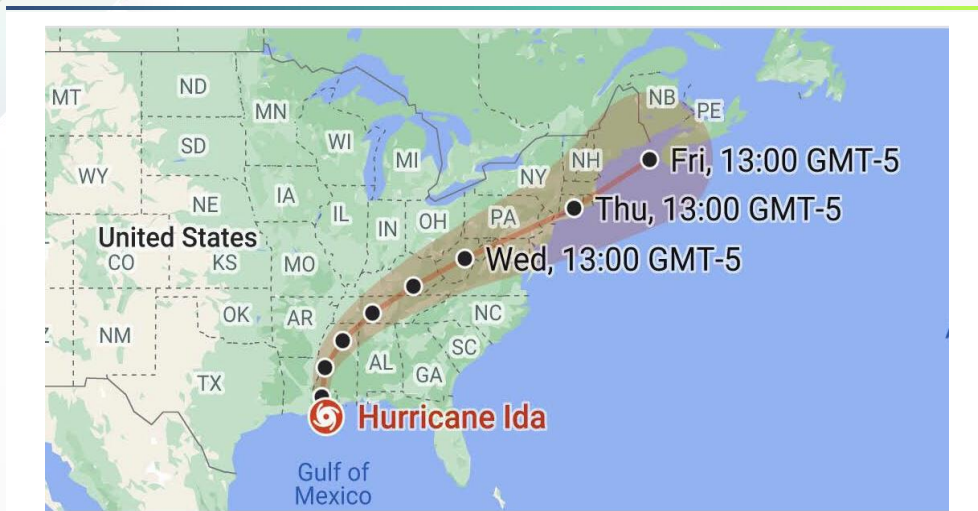 ND
MT
MN
NB
PE
SD
WI
MI
NH
Fri, 13:00 GMT-5
WY
NY
NE
IA
Thu, 13:00 GMT-5
IL
IN
OH
PA
United States
CO
KS
MO
Wed, 13:00 GMT-5
OK
AR
NC
NM
SC
TX
AL
GA
Hurricane Ida
Gulf of
Mexico